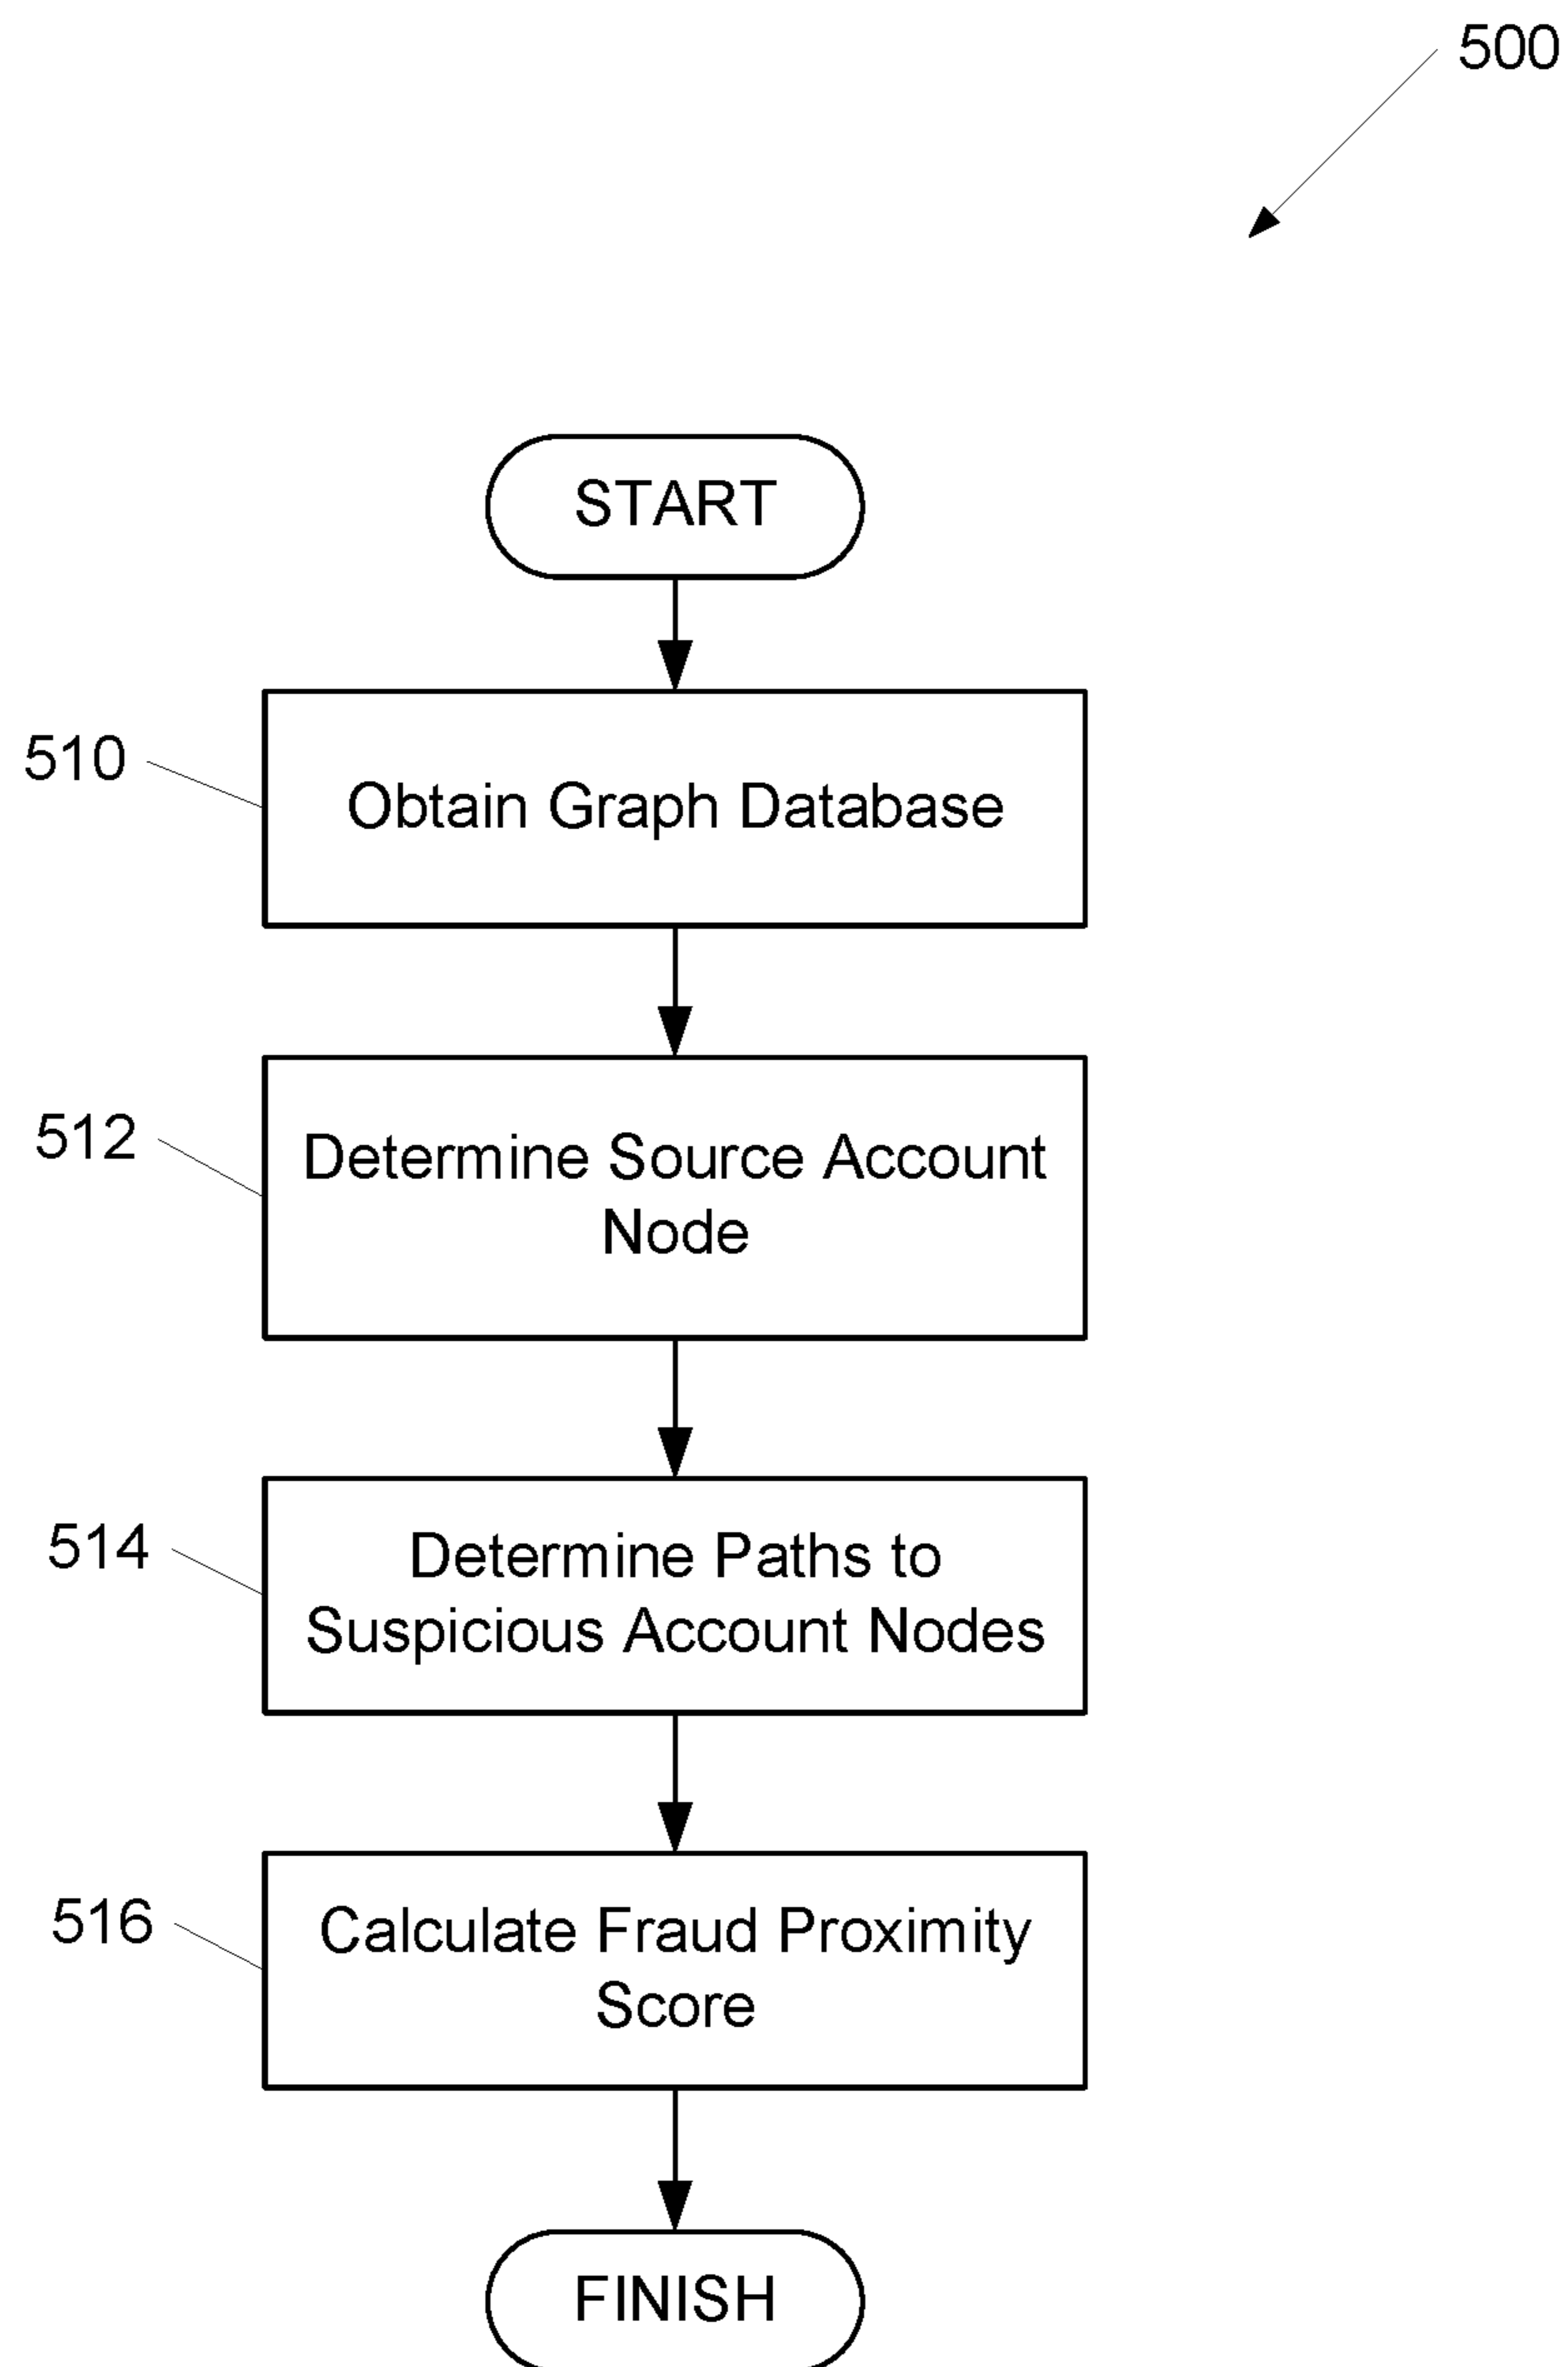 500
START
510
Obtain Graph Database
512
Determine Source Account
Node
514
Determine Paths to
Suspicious Account Nodes
516
Calculate Fraud Proximity
Score
FINISH